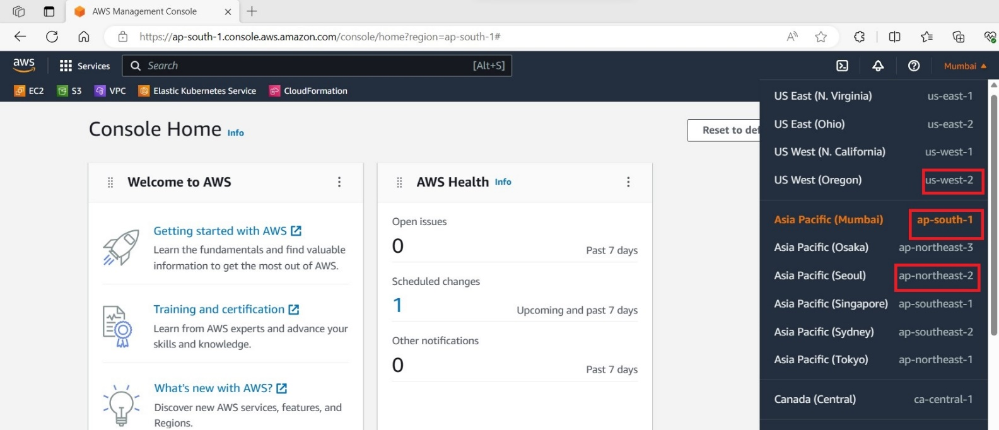 AWS Management Console
https://ap-south-1.console.aws.amazon.com/console/home?region=ap-south-1#
aws
Services
Search
[Alt+S]
Mumbai
EC2
S3
VPC
Elastic Kubernetes Service
CloudFormation
Console Home Info
Reset to def
Welcome to AWS
Getting started with AWS
Learn the fundamentals and find valuable
information to get the most out of AWS.
Training and certification
Learn from AWS experts and advance your
skills and knowledge.
What's new with AWS?
Discover new AWS services, features, and
Regions.
AWS Health Info
Open issues
0
Past 7 days
Scheduled changes
1
Upcoming and past 7 days
Other notifications
0
Past 7 days
US East (N. Virginia) us-east-1
US East (Ohio) us-east-2
US West (N. California) us-west-1
US West (Oregon) us-west-2
Asia Pacific (Mumbai) ap-south-1
Asia Pacific (Osaka) ap-northeast-3
Asia Pacific (Seoul) ap-northeast-2
Asia Pacific (Singapore) ap-southeast-1
Asia Pacific (Sydney) ap-southeast-2
Asia Pacific (Tokyo) ap-northeast-1
Canada (Central) ca-central-1